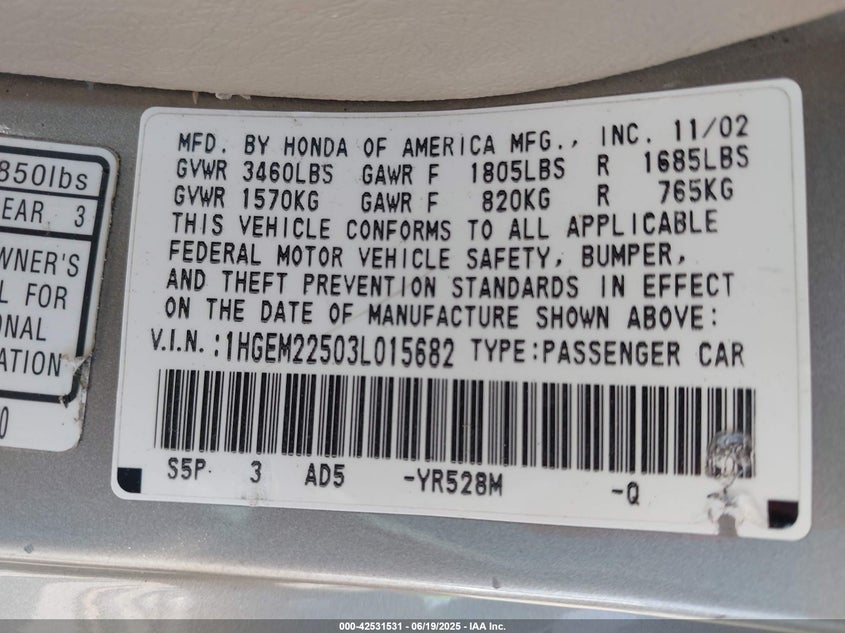 850lbs
EAR 3
WNER'S
L FOR
ONAL
ATION
0
MFD. BY HONDA OF AMERICA MFG., INC. 11/02
GVWR 3460LBS GAWR F 1805LBS R 1685LBS
GVWR 1570KG GAWR F 820KG R 765KG
THIS VEHICLE CONFORMS TO ALL APPLICABLE
FEDERAL MOTOR VEHICLE SAFETY, BUMPER,
AND THEFT PREVENTION STANDARDS IN EFFECT
ON THE DATE OF MANUFACTURE SHOWN ABOVE:
V.I.N.:1HGEM22503L015682 TYPE:PASSENGER CAR
S5P 3 AD5 -YR528M -Q
000-42531531 - 06/19/2025 - IAA Inc.